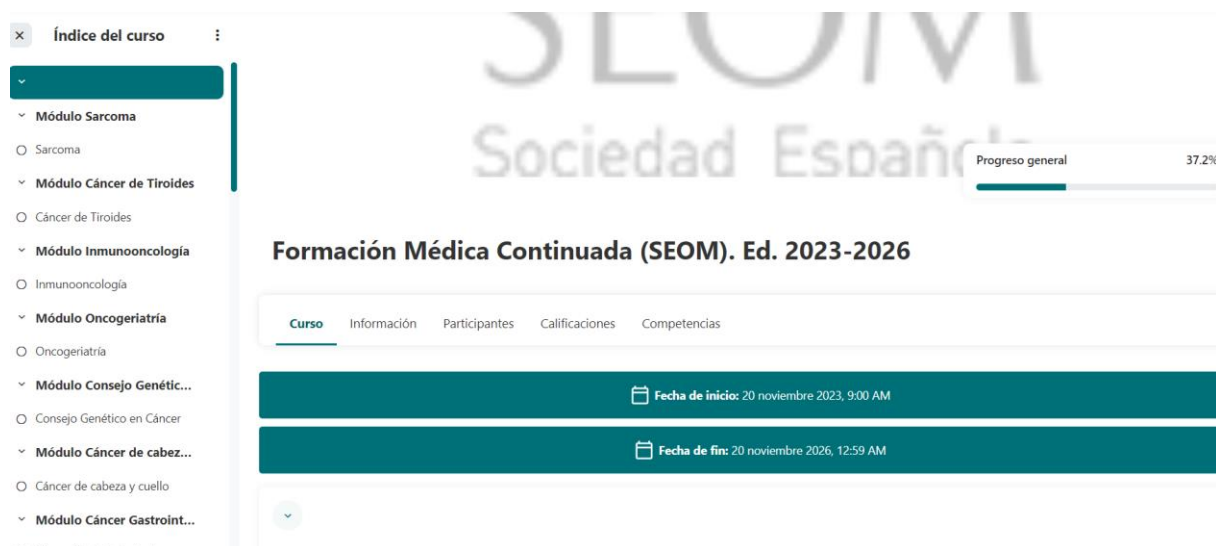 Índice del curso
Módulo Sarcoma
Sarcoma
Módulo Cáncer de Tiroides
Cáncer de Tiroides
Módulo Inmunooncología
Inmunooncología
Módulo Oncogeriatría
Oncogeriatría
Módulo Consejo Genétic...
Consejo Genético en Cáncer
Módulo Cáncer de cabez...
Cáncer de cabeza y cuello
Módulo Cáncer Gastroint...
SEOM
Sociedad Españo
Progreso general 37.2%
Formación Médica Continuada (SEOM). Ed. 2023-2026
Curso Información Participantes Calificaciones Competencias
Fecha de inicio: 20 noviembre 2023, 9:00 AM
Fecha de fin: 20 noviembre 2026, 12:59 AM